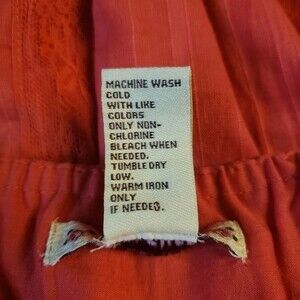 MACHINE WASH
COLD
WITH LIKE
COLORS
ONLY NON-
CHLORINE
BLEACH WHEN
NEEDED.
TUMBLE DRY
LOW.
WARM IRON
ONLY
IF NEEDED.